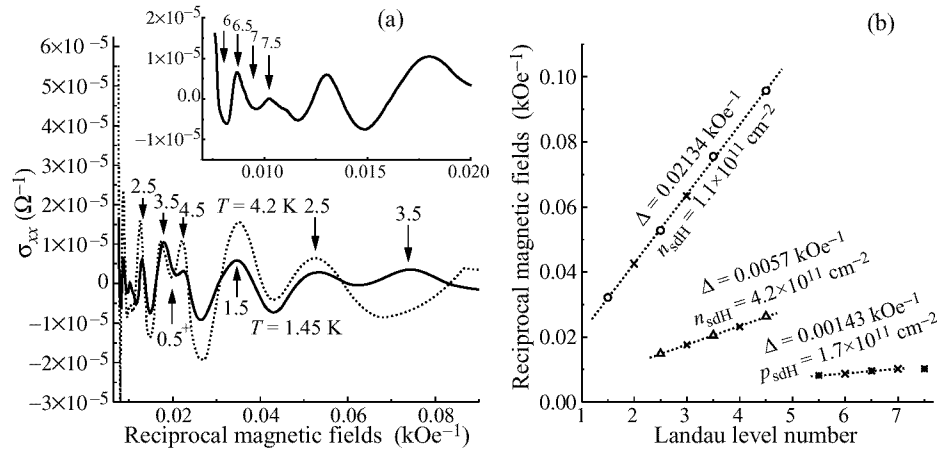 (a)
2×10⁻⁵
1×10⁻⁵
0.0
−1×10⁻⁵
6
6.5
7
7.5
0.010
0.015
0.020
6×10⁻⁵
5×10⁻⁵
4×10⁻⁵
3×10⁻⁵
2×10⁻⁵
1×10⁻⁵
0
−1×10⁻⁵
−2×10⁻⁵
−3×10⁻⁵
σxx (Ω⁻¹)
2.5
3.5
4.5
T = 4.2 K
2.5
3.5
0.5⁺
1.5
T = 1.45 K
0.02
0.04
0.06
0.08
Reciprocal magnetic fields (kOe⁻¹)
(b)
Reciprocal magnetic fields (kOe⁻¹)
0.10
0.08
0.06
0.04
0.02
0.00
Δ = 0.02134 kOe⁻¹
nsdH = 1.1×10¹¹ cm⁻²
Δ = 0.0057 kOe⁻¹
nsdH = 4.2×10¹¹ cm⁻²
Δ = 0.00143 kOe⁻¹
psdH = 1.7×10¹¹ cm⁻²
1 2 3 4 5 6 7
Landau level number